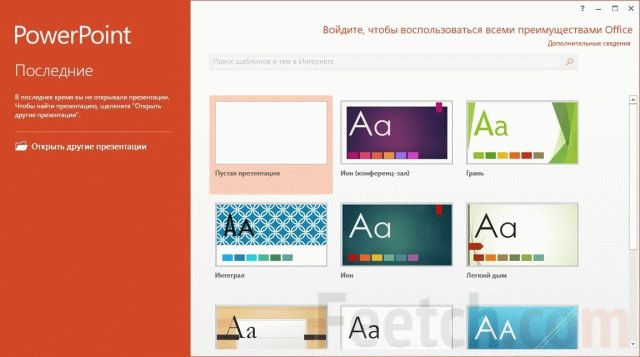 PowerPoint
Последние
В последнее время вы не открывали презентации.
Чтобы найти презентацию, щелкните "Открыть
другие презентации".
Открыть другие презентации
?
Войдите, чтобы воспользоваться всеми преимуществами Office
Дополнительные сведения
Поиск шаблонов и тем в Интернете
Aa Aa
Пустая презентация Ион (конференц-зал) Грань
Aa Aa Aa
Интеграл Ион Легкий дым
Aa Aa AA
Feetch.com